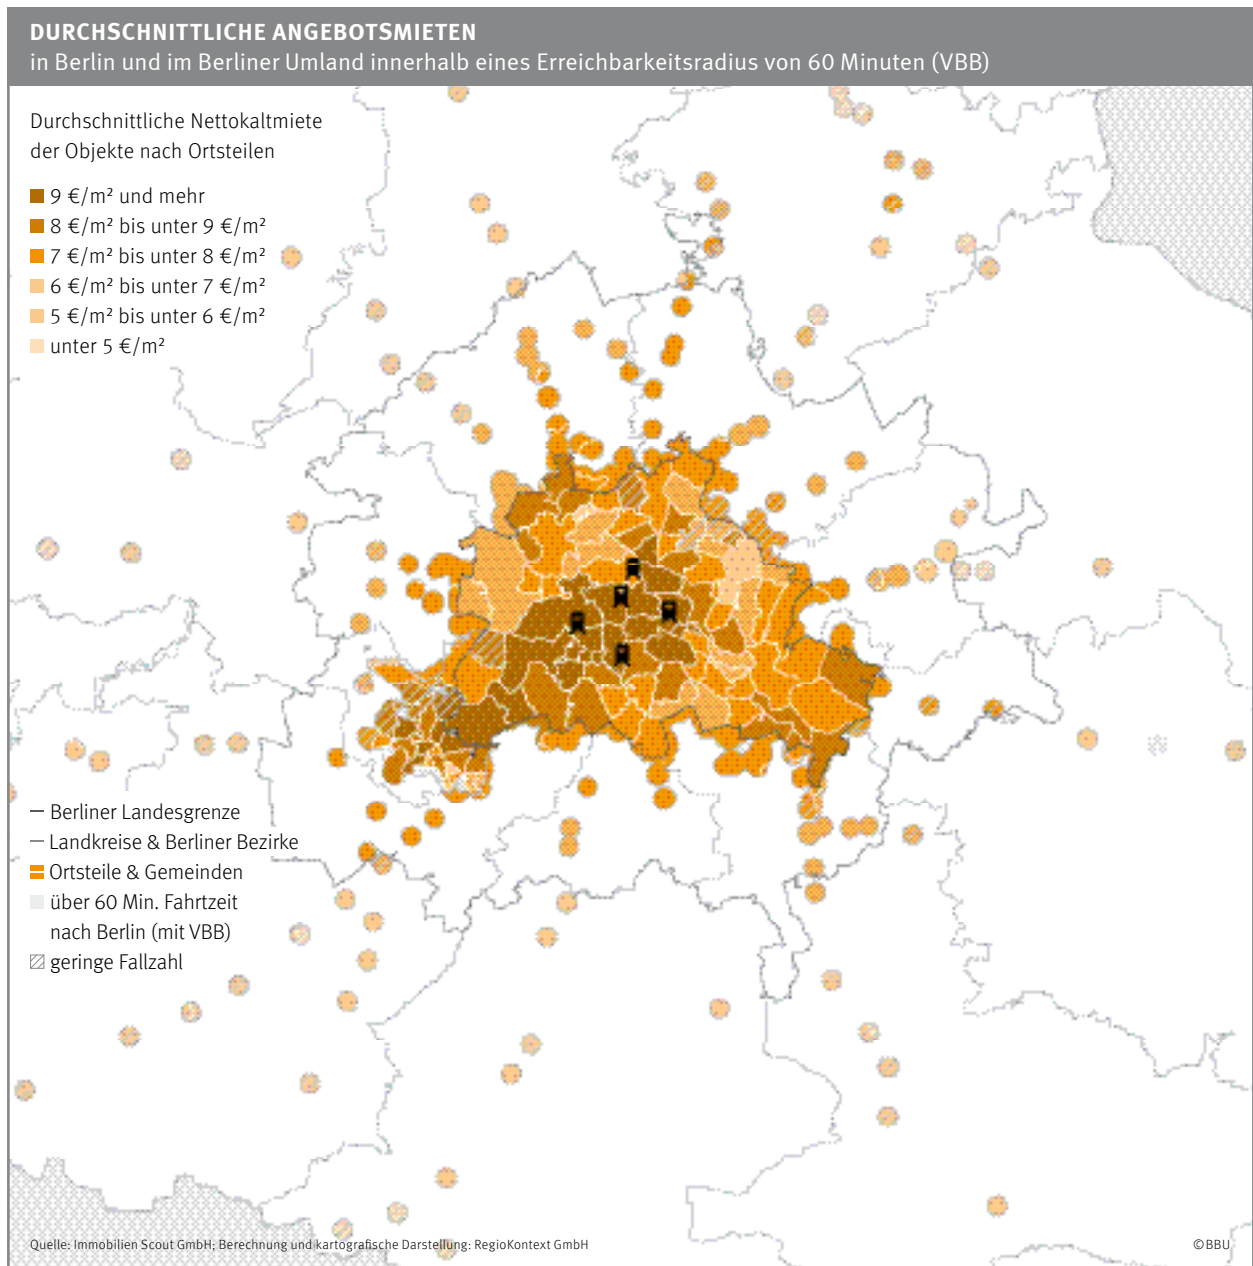 DURCHSCHNITTLICHE ANGEBOTSMIETEN
in Berlin und im Berliner Umland innerhalb eines Erreichbarkeitsradius von 60 Minuten (VBB)
Durchschnittliche Nettokaltmiete
der Objekte nach Ortsteilen
9 €/m² und mehr
8 €/m² bis unter 9 €/m²
7 €/m² bis unter 8 €/m²
6 €/m² bis unter 7 €/m²
5 €/m² bis unter 6 €/m²
unter 5 €/m²
Berliner Landesgrenze
Landkreise & Berliner Bezirke
Ortsteile & Gemeinden
über 60 Min. Fahrtzeit
nach Berlin (mit VBB)
geringe Fallzahl
Quelle: Immobilien Scout GmbH; Berechnung und kartografische Darstellung: RegioKontext GmbH
©BBU